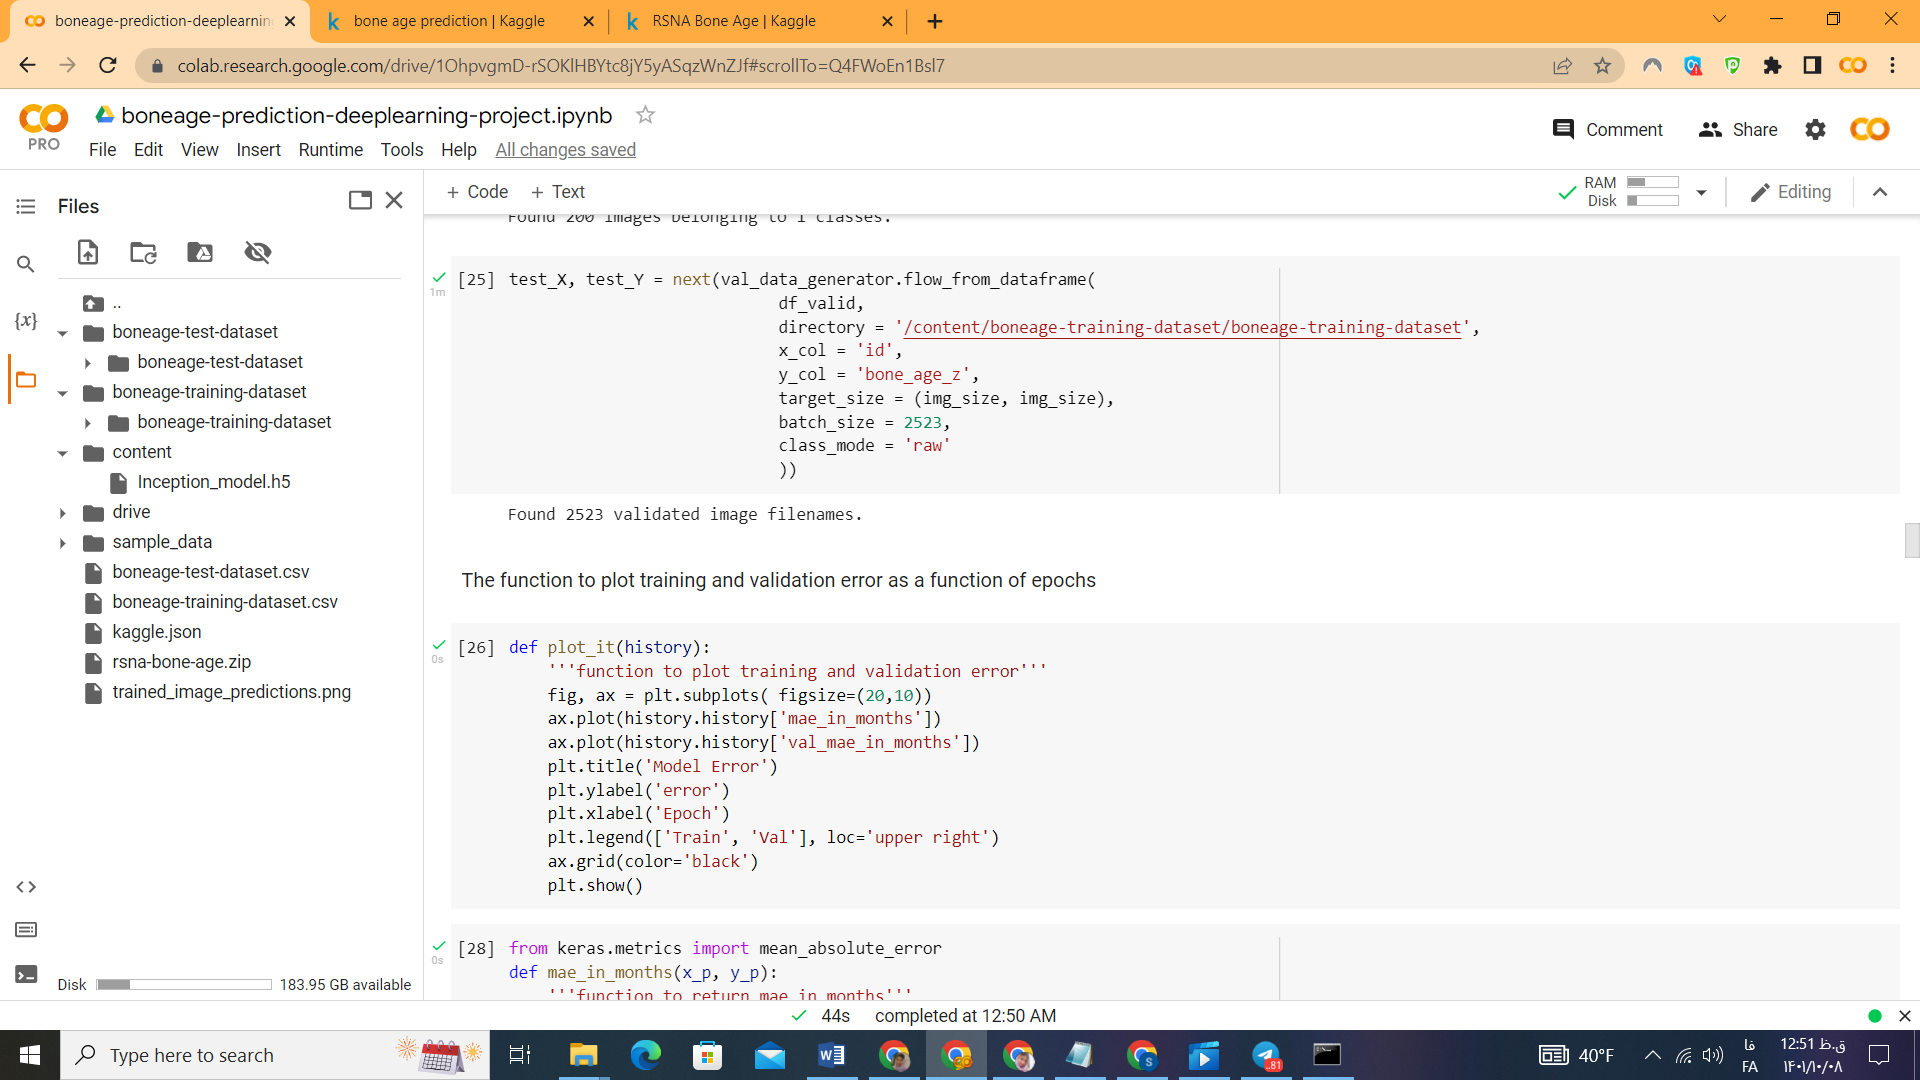 boneage-prediction-deeplearnin
bone age prediction | Kaggle
RSNA Bone Age | Kaggle
colab.research.google.com/drive/1OhpvgmD-rSOKlHBYtc8jY5yASqzWnZJf#scrollTo=Q4FWoEn1Bsl7
PRO
boneage-prediction-deeplearning-project.ipynb
File Edit View Insert Runtime Tools Help All changes saved
Comment
Share
Files
+ Code + Text
RAM
Disk
Editing
..
boneage-test-dataset
boneage-test-dataset
boneage-training-dataset
boneage-training-dataset
content
Inception_model.h5
drive
sample_data
boneage-test-dataset.csv
boneage-training-dataset.csv
kaggle.json
rsna-bone-age.zip
trained_image_predictions.png
{x}
Disk 183.95 GB available
Found 200 images belonging to 1 classes.
1m
[25] test_X, test_Y = next(val_data_generator.flow_from_dataframe(
df_valid,
directory = '/content/boneage-training-dataset/boneage-training-dataset',
x_col = 'id',
y_col = 'bone_age_z',
target_size = (img_size, img_size),
batch_size = 2523,
class_mode = 'raw'
))
Found 2523 validated image filenames.
The function to plot training and validation error as a function of epochs
0s
[26] def plot_it(history):
'''function to plot training and validation error'''
fig, ax = plt.subplots( figsize=(20,10))
ax.plot(history.history['mae_in_months'])
ax.plot(history.history['val_mae_in_months'])
plt.title('Model Error')
plt.ylabel('error')
plt.xlabel('Epoch')
plt.legend(['Train', 'Val'], loc='upper right')
ax.grid(color='black')
plt.show()
0s
[28] from keras.metrics import mean_absolute_error
def mae_in_months(x_p, y_p):
'''function to return mae in months'''
44s completed at 12:50 AM
Type here to search
81
40°F
فا
FA
12:51 ق.ظ
۱۴۰۱/۱۰/۰۸